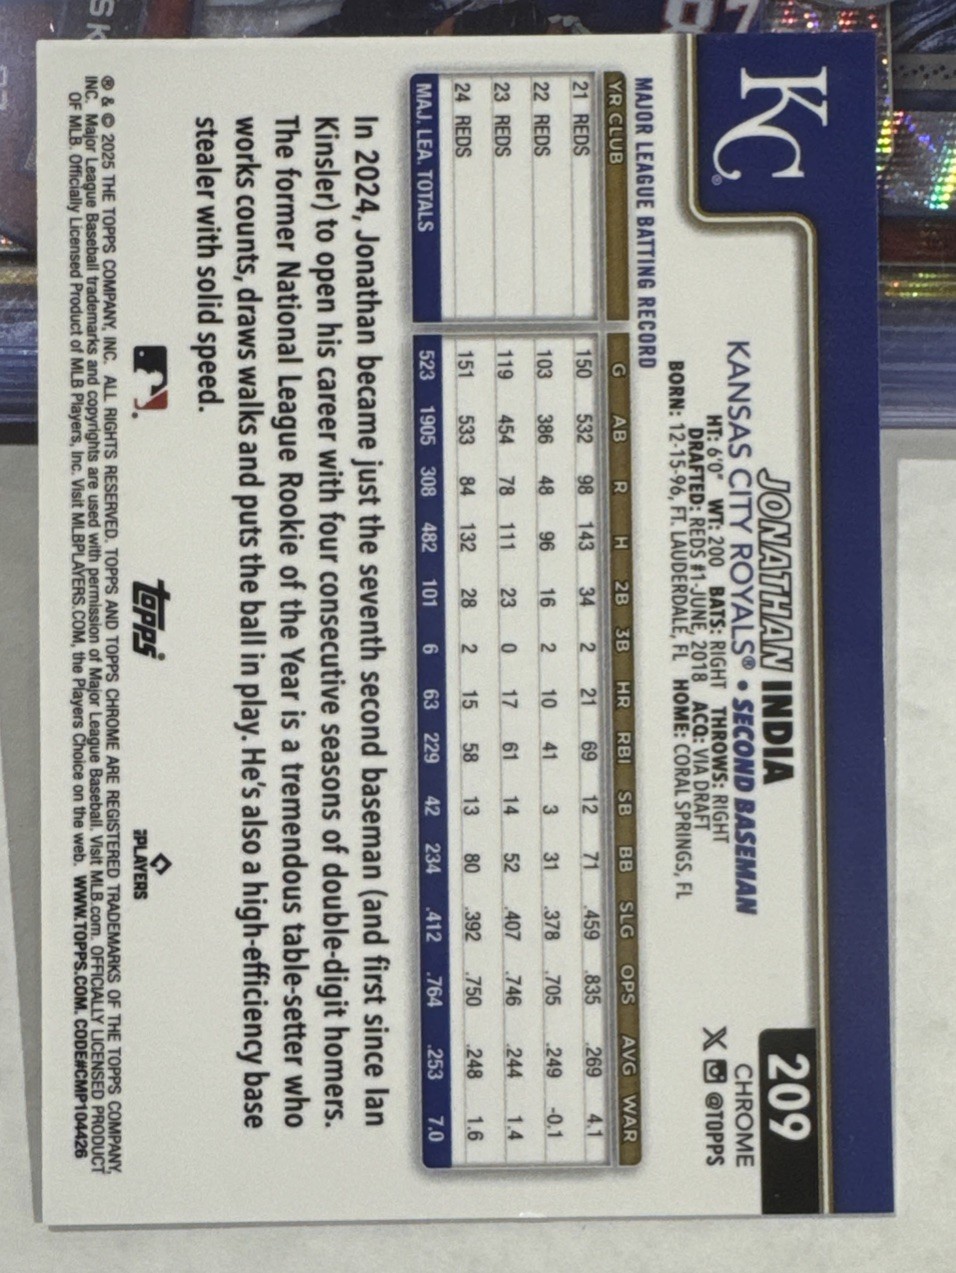 KC®
209
JONATHAN INDIA
CHROME
KANSAS CITY ROYALS® • SECOND BASEMAN
X @TOPPS
HT: 6'0" WT: 200 BATS: RIGHT THROWS: RIGHT
DRAFTED: REDS #1-JUNE, 2018 ACQ: VIA DRAFT
BORN: 12-15-96, FT. LAUDERDALE, FL HOME: CORAL SPRINGS, FL
MAJOR LEAGUE BATTING RECORD
YR CLUB G AB R H 2B 3B HR RBI SB BB SLG OPS AVG WAR
21 REDS 150 532 98 143 34 2 21 69 12 71 .459 .835 .269 4.1
22 REDS 103 386 48 96 16 2 10 41 3 31 .378 .705 .249 -0.1
23 REDS 119 454 78 111 23 0 17 61 14 52 .407 .746 .244 1.4
24 REDS 151 533 84 132 28 2 15 58 13 80 .392 .750 .248 1.6
MAJ. LEA. TOTALS 523 1905 308 482 101 6 63 229 42 234 .412 .764 .253 7.0
In 2024, Jonathan became just the seventh second baseman (and first since Ian
Kinsler) to open his career with four consecutive seasons of double-digit homers.
The former National League Rookie of the Year is a tremendous table-setter who
works counts, draws walks and puts the ball in play. He's also a high-efficiency base
stealer with solid speed.
topps®
PLAYERS
® & © 2025 THE TOPPS COMPANY, INC. ALL RIGHTS RESERVED. TOPPS AND TOPPS CHROME ARE REGISTERED TRADEMARKS OF THE TOPPS COMPANY,
INC. Major League Baseball trademarks and copyrights are used with permission of Major League Baseball. Visit MLB.com. OFFICIALLY LICENSED PRODUCT
OF MLB. Officially Licensed Product of MLB Players, Inc. Visit MLBPLAYERS.COM, the Players Choice on the web. WWW.TOPPS.COM. CODE#CMP104426